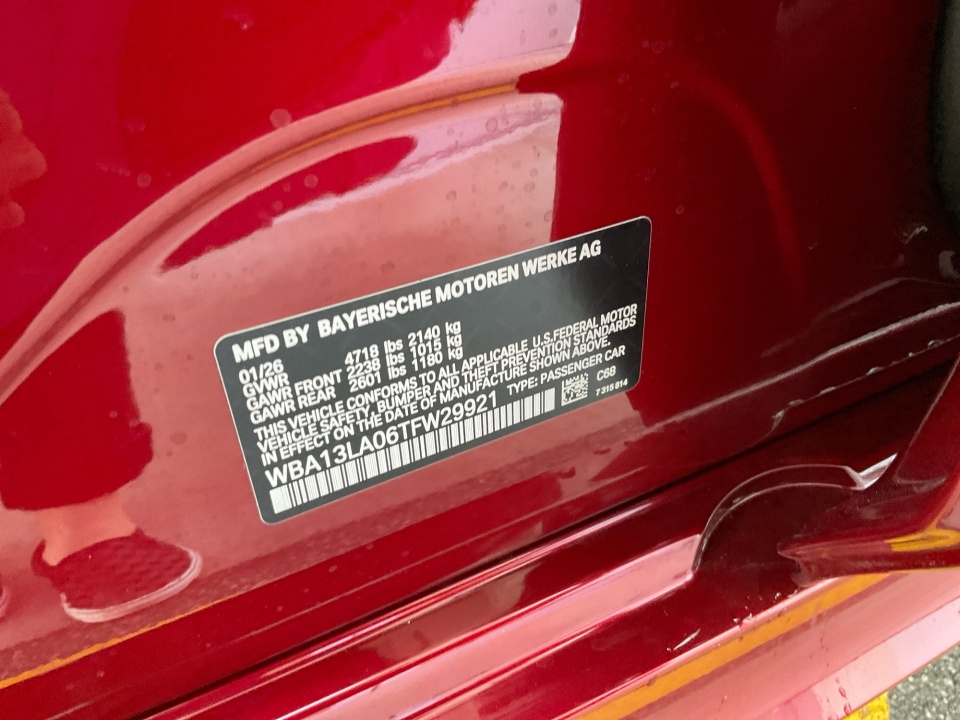 MFD BY BAYERISCHE MOTOREN WERKE AG
01/26
GVWR 4718 lbs 2140 kg
GAWR FRONT 2238 lbs 1015 kg
GAWR REAR 2601 lbs 1180 kg
THIS VEHICLE CONFORMS TO ALL APPLICABLE U.S.FEDERAL MOTOR
VEHICLE SAFETY, BUMPER, AND THEFT PREVENTION STANDARDS
IN EFFECT ON THE DATE OF MANUFACTURE SHOWN ABOVE.
WBA13LA06TFW29921 TYPE: PASSENGER CAR
C68
7 315 814